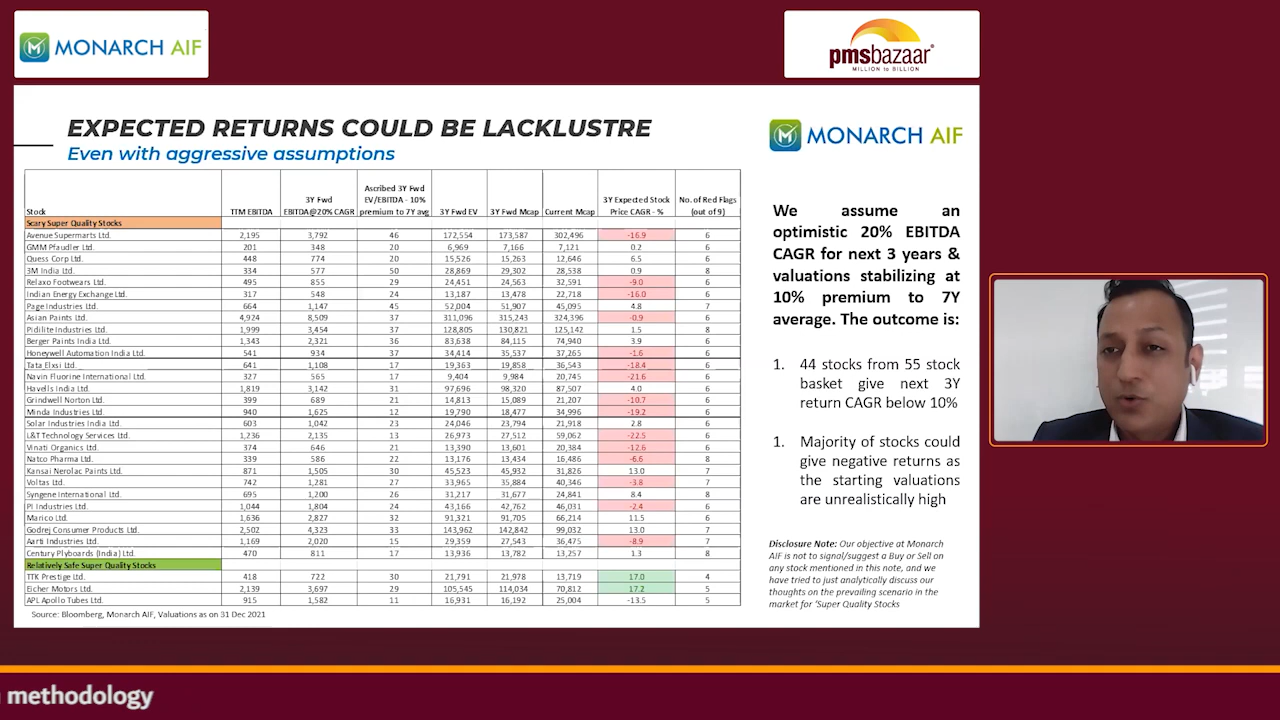 MONARCH AIF
pmsbazaar
MILLION to BILLION
EXPECTED RETURNS COULD BE LACKLUSTRE
Even with aggressive assumptions
MONARCH AIF
Stock TTM EBITDA 3Y Fwd EBITDA@20% CAGR Ascribed 3Y Fwd EV/EBITDA - 10% premium to 7Y avg 3Y Fwd EV 3Y Fwd Mcap Current Mcap 3Y Expected Stock Price CAGR - % No. of Red Flags (out of 9)
Scary Super Quality Stocks
Avenue Supermarts Ltd. 2,195 3,792 46 172,554 173,587 302,496 -16.9 6
GMM Pfaudler Ltd. 201 348 20 6,969 7,166 7,121 0.2 6
Quess Corp Ltd. 448 774 20 15,526 15,263 12,646 6.5 6
3M India Ltd. 334 577 50 28,869 29,302 28,538 0.9 8
Relaxo Footwears Ltd. 495 855 29 24,451 24,563 32,591 -9.0 6
Indian Energy Exchange Ltd. 317 548 24 13,187 13,478 22,718 -16.0 6
Page Industries Ltd. 664 1,147 45 52,004 51,907 45,095 4.8 7
Asian Paints Ltd. 4,924 8,509 37 311,096 315,243 324,396 -0.9 6
Pidilite Industries Ltd. 1,999 3,454 37 128,805 130,821 125,142 1.5 8
Berger Paints India Ltd. 1,343 2,321 36 83,638 84,115 74,940 3.9 6
Honeywell Automation India Ltd. 541 934 37 34,414 35,537 37,265 -1.6 6
Tata Elxsi Ltd. 641 1,108 17 19,363 19,858 36,543 -18.4 6
Navin Fluorine International Ltd. 327 565 17 9,404 9,984 20,745 -21.6 6
Havells India Ltd. 1,819 3,142 31 97,696 98,320 87,507 4.0 6
Grindwell Norton Ltd. 399 689 21 14,813 15,089 21,207 -10.7 6
Minda Industries Ltd. 940 1,625 12 19,790 18,477 34,996 -19.2 6
Solar Industries India Ltd. 603 1,042 23 24,046 23,794 21,918 2.8 6
L&T Technology Services Ltd. 1,236 2,135 13 26,973 27,512 59,062 -22.5 6
Vinati Organics Ltd. 374 646 21 13,390 13,601 20,384 -12.6 6
Natco Pharma Ltd. 339 586 22 13,176 13,434 16,486 -6.6 8
Kansai Nerolac Paints Ltd. 871 1,505 30 45,523 45,932 31,826 13.0 7
Voltas Ltd. 742 1,281 27 33,965 35,884 40,346 -3.8 7
Syngene International Ltd. 695 1,200 26 31,217 31,677 24,841 8.4 8
PI Industries Ltd. 1,044 1,804 24 43,166 42,762 46,031 -2.4 6
Marico Ltd. 1,636 2,827 32 91,321 91,705 66,214 11.5 6
Godrej Consumer Products Ltd. 2,502 4,323 33 143,962 142,842 99,032 13.0 7
Aarti Industries Ltd. 1,169 2,020 15 29,359 27,543 36,475 -8.9 7
Century Plyboards (India) Ltd. 470 811 17 13,936 13,782 13,257 1.3 8
Relatively Safe Super Quality Stocks
TTK Prestige Ltd. 418 722 30 21,791 21,978 13,719 17.0 4
Eicher Motors Ltd. 2,139 3,697 29 105,545 114,034 70,812 17.2 5
APL Apollo Tubes Ltd. 915 1,582 11 16,931 16,192 25,004 -13.5 5
Source: Bloomberg, Monarch AIF, Valuations as on 31 Dec 2021
We assume an
optimistic 20% EBITDA
CAGR for next 3 years &
valuations stabilizing at
10% premium to 7Y
average. The outcome is:
1. 44 stocks from 55 stock
basket give next 3Y
return CAGR below 10%
1. Majority of stocks could
give negative returns as
the starting valuations
are unrealistically high
Disclosure Note: Our objective at Monarch
AIF is not to signal/suggest a Buy or Sell on
any stock mentioned in this note, and we
have tried to just analytically discuss our
thoughts on the prevailing scenario in the
market for 'Super Quality Stocks
methodology